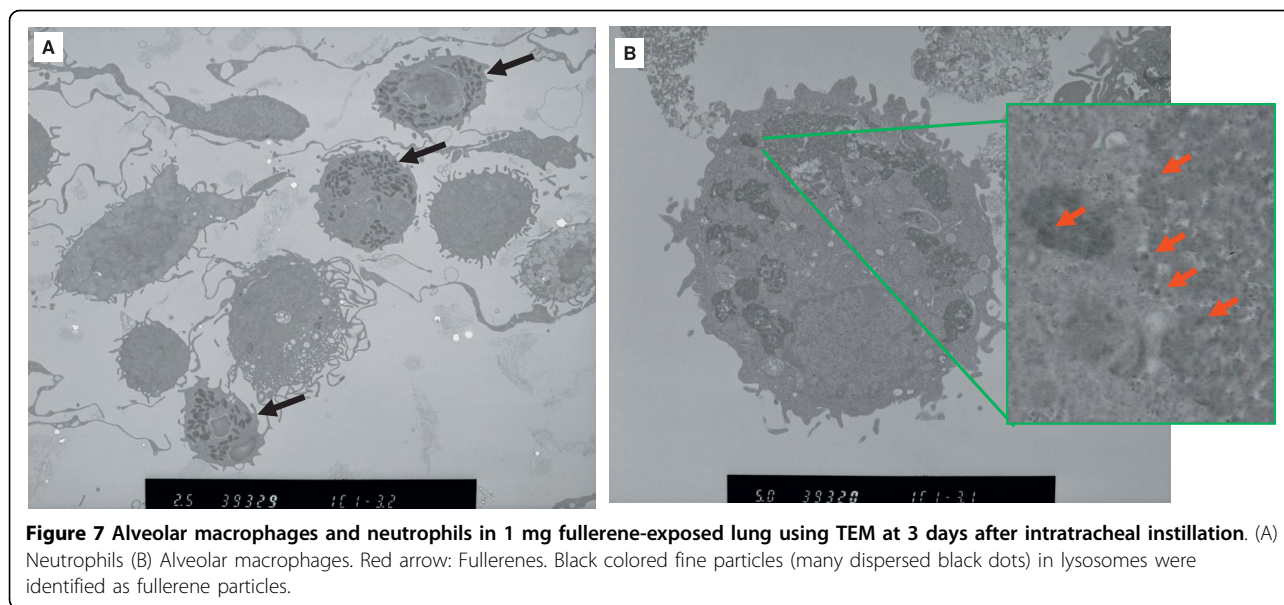 A
B
2.5 39329 1C1-3.2
5.0 39320 1C1-3.1
Figure 7 Alveolar macrophages and neutrophils in 1 mg fullerene-exposed lung using TEM at 3 days after intratracheal instillation. (A)
Neutrophils (B) Alveolar macrophages. Red arrow: Fullerenes. Black colored fine particles (many dispersed black dots) in lysosomes were
identified as fullerene particles.